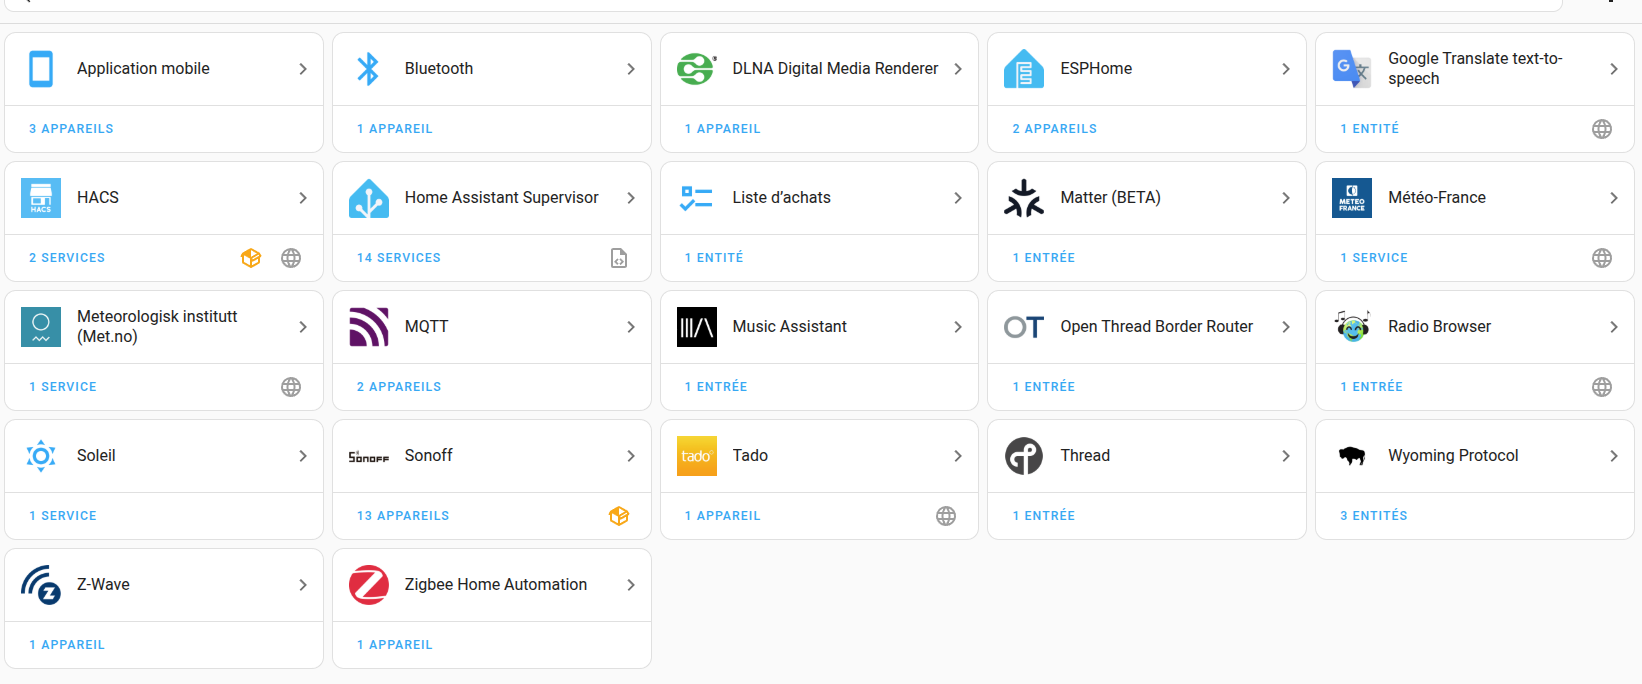 Application mobile
3 APPAREILS
Bluetooth
1 APPAREIL
DLNA Digital Media Renderer
1 APPAREIL
ESPHome
2 APPAREILS
Google Translate text-to-
speech
1 ENTITÉ
HACS
HACS
2 SERVICES
Home Assistant Supervisor
14 SERVICES
Liste d’achats
1 ENTITÉ
Matter (BETA)
1 ENTRÉE
METEO
FRANCE
Météo-France
1 SERVICE
Meteorologisk institutt
(Met.no)
1 SERVICE
MQTT
2 APPAREILS
Music Assistant
1 ENTRÉE
OT
Open Thread Border Router
1 ENTRÉE
Radio Browser
1 ENTRÉE
Soleil
1 SERVICE
SONOFF
Sonoff
13 APPAREILS
tado°
Tado
1 APPAREIL
Thread
1 ENTRÉE
Wyoming Protocol
3 ENTITÉS
Z-Wave
1 APPAREIL
Zigbee Home Automation
1 APPAREIL